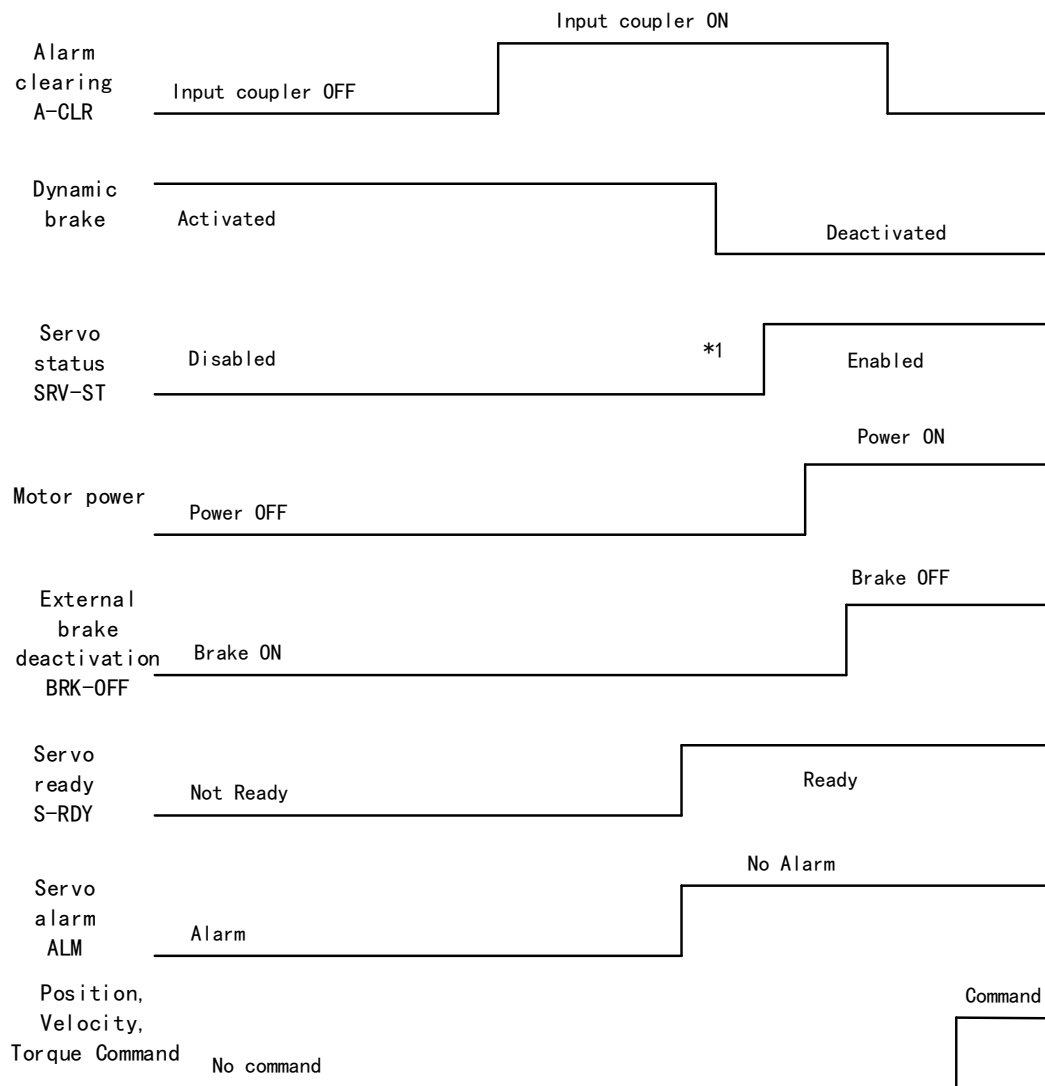 Input coupler ON
Alarm
clearing
A-CLR
Input coupler OFF
Dynamic
brake
Activated
Deactivated
Servo
status
SRV-ST
Disabled
*1
Enabled
Power ON
Motor power
Power OFF
Brake OFF
External
brake
deactivation
BRK-OFF
Brake ON
Servo
ready
S-RDY
Not Ready
Ready
No Alarm
Servo
alarm
ALM
Alarm
Position,
Velocity,
Torque Command
No command
Command